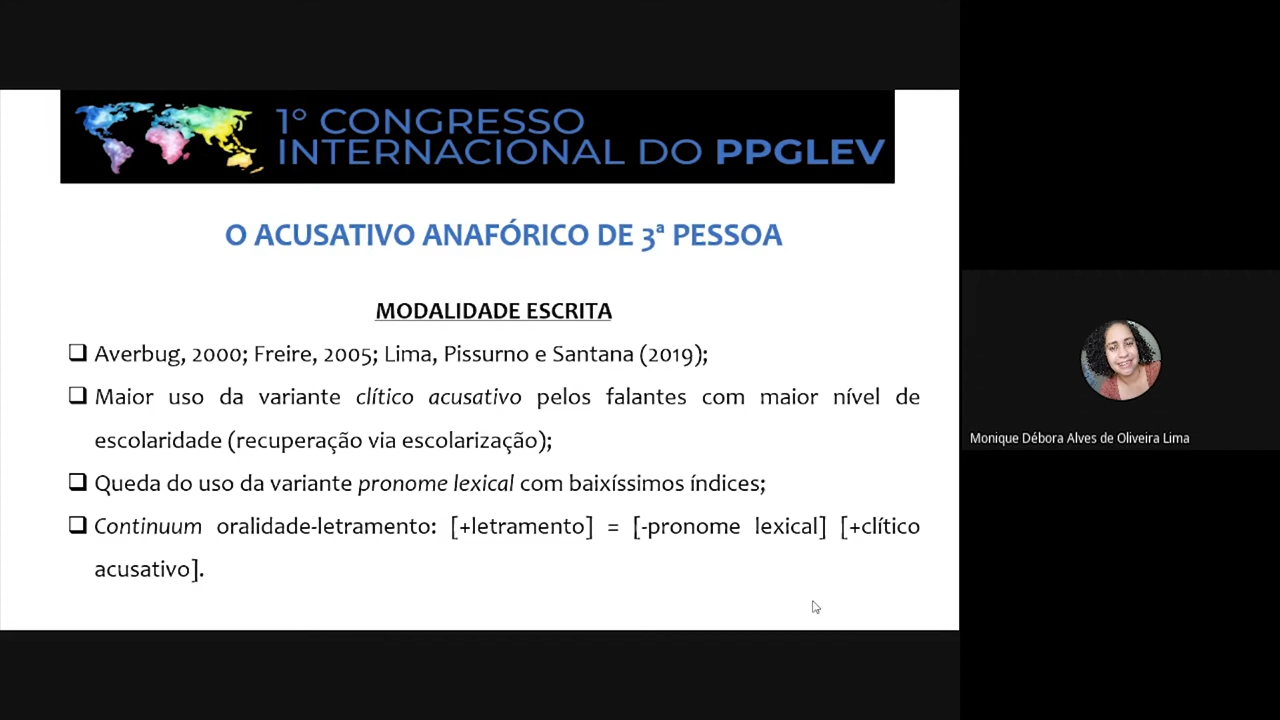 1º CONGRESSO
INTERNACIONAL DO PPGLEV
O ACUSATIVO ANAFÓRICO DE 3ª PESSOA
MODALIDADE ESCRITA
Averbug, 2000; Freire, 2005; Lima, Pissurno e Santana (2019);
Maior uso da variante clítico acusativo pelos falantes com maior nível de
escolaridade (recuperação via escolarização);
Queda do uso da variante pronome lexical com baixíssimos índices;
Continuum oralidade-letramento: [+letramento] = [-pronome lexical] [+clítico
acusativo].
Monique Débora Alves de Oliveira Lima